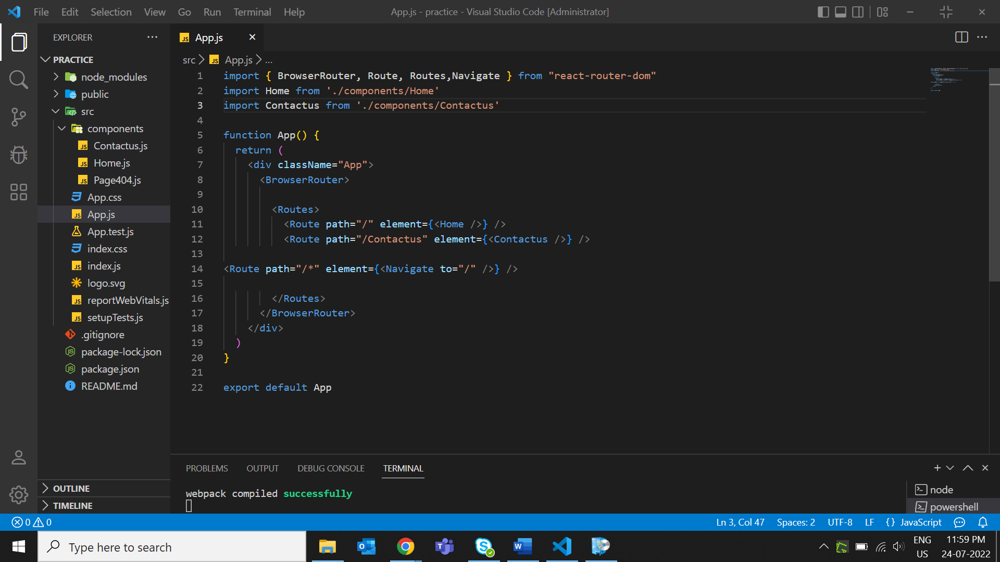 File Edit Selection View Go Run Terminal Help
App.js - practice - Visual Studio Code [Administrator]
EXPLORER
PRACTICE
node_modules
public
src
components
Contactus.js
Home.js
Page404.js
App.css
App.js
App.test.js
index.css
index.js
logo.svg
reportWebVitals.js
setupTests.js
.gitignore
package-lock.json
package.json
README.md
OUTLINE
TIMELINE
JS App.js
src > JS App.js > ...
1 import { BrowserRouter, Route, Routes,Navigate } from "react-router-dom"
2 import Home from './components/Home'
3 import Contactus from './components/Contactus'
4
5 function App() {
6 return (
7 <div className="App">
8 <BrowserRouter>
9
10 <Routes>
11 <Route path="/" element={<Home />} />
12 <Route path="/Contactus" element={<Contactus />} />
13
14 <Route path="/*" element={<Navigate to="/" />} />
15
16 </Routes>
17 </BrowserRouter>
18 </div>
19 )
20 }
21
22 export default App
PROBLEMS OUTPUT DEBUG CONSOLE TERMINAL
webpack compiled successfully
node
powershell
0 0
Ln 3, Col 47 Spaces: 2 UTF-8 LF {} JavaScript
Type here to search
ENG
US
11:59 PM
24-07-2022